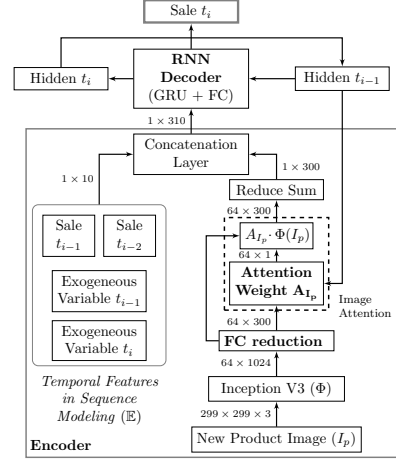 Sale t_i
RNN
Decoder
(GRU + FC)
Hidden t_i
Hidden t_{i−1}
1 × 310
Concatenation
Layer
1 × 10
1 × 300
Reduce Sum
64 × 300
Sale
t_{i−1}
Sale
t_{i−2}
A_{I_p} · Φ(I_p)
64 × 1
Exogeneous
Variable t_{i−1}
Attention
Weight A_{I_p}
Image
Attention
64 × 300
Exogeneous
Variable t_i
FC reduction
64 × 1024
Temporal Features
in Sequence
Modeling (𝔼)
Inception V3 (Φ)
299 × 299 × 3
Encoder
New Product Image (I_p)